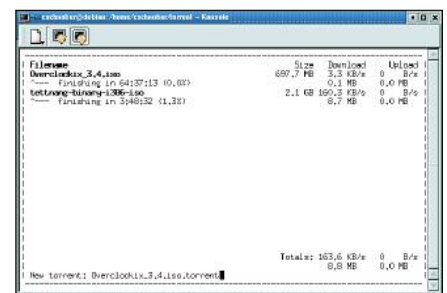 cschenker@debian: /home/cschenker/torrent - Konsole
Filename Size Download Upload
Overclockix_3.4.iso 697.7 MB 3.3 KB/s 0 B/s
^--- finishing in 64:37:13 (0.0%) 0.1 MB 0.0 MB
tettnang-binary-i386-iso 2.1 GB 160.3 KB/s 0 B/s
^--- finishing in 3:48:32 (1.3%) 8.7 MB 0.0 MB
Totals: 163.6 KB/s 0 B/s
8.8 MB 0.0 MB
New torrent: Overclockix_3.4.iso.torrent